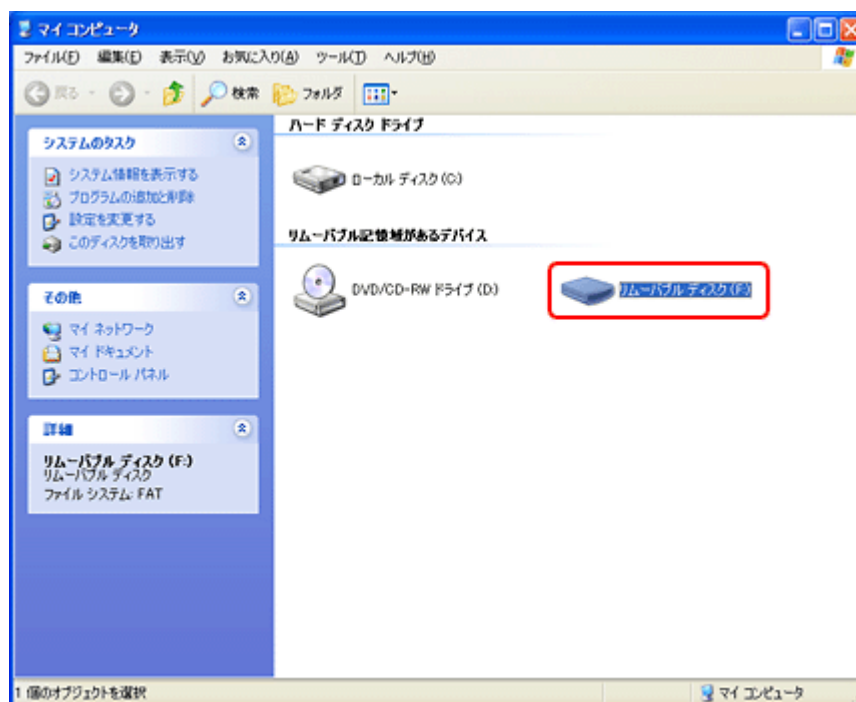 マイ コンピュータ
ファイル(F) 編集(E) 表示(V) お気に入り(A) ツール(T) ヘルプ(H)
戻る 検索 フォルダ
システムのタスク
システム情報を表示する
プログラムの追加と削除
設定を変更する
このディスクを取り出す
その他
マイ ネットワーク
マイ ドキュメント
コントロール パネル
詳細
リムーバブル ディスク (F:)
リムーバブル ディスク
ファイル システム: FAT
ハード ディスク ドライブ
ローカル ディスク (C:)
リムーバブル記憶域があるデバイス
DVD/CD-RW ドライブ (D:)
リムーバブル ディスク (F:)
1 個のオブジェクトを選択
マイ コンピュータ